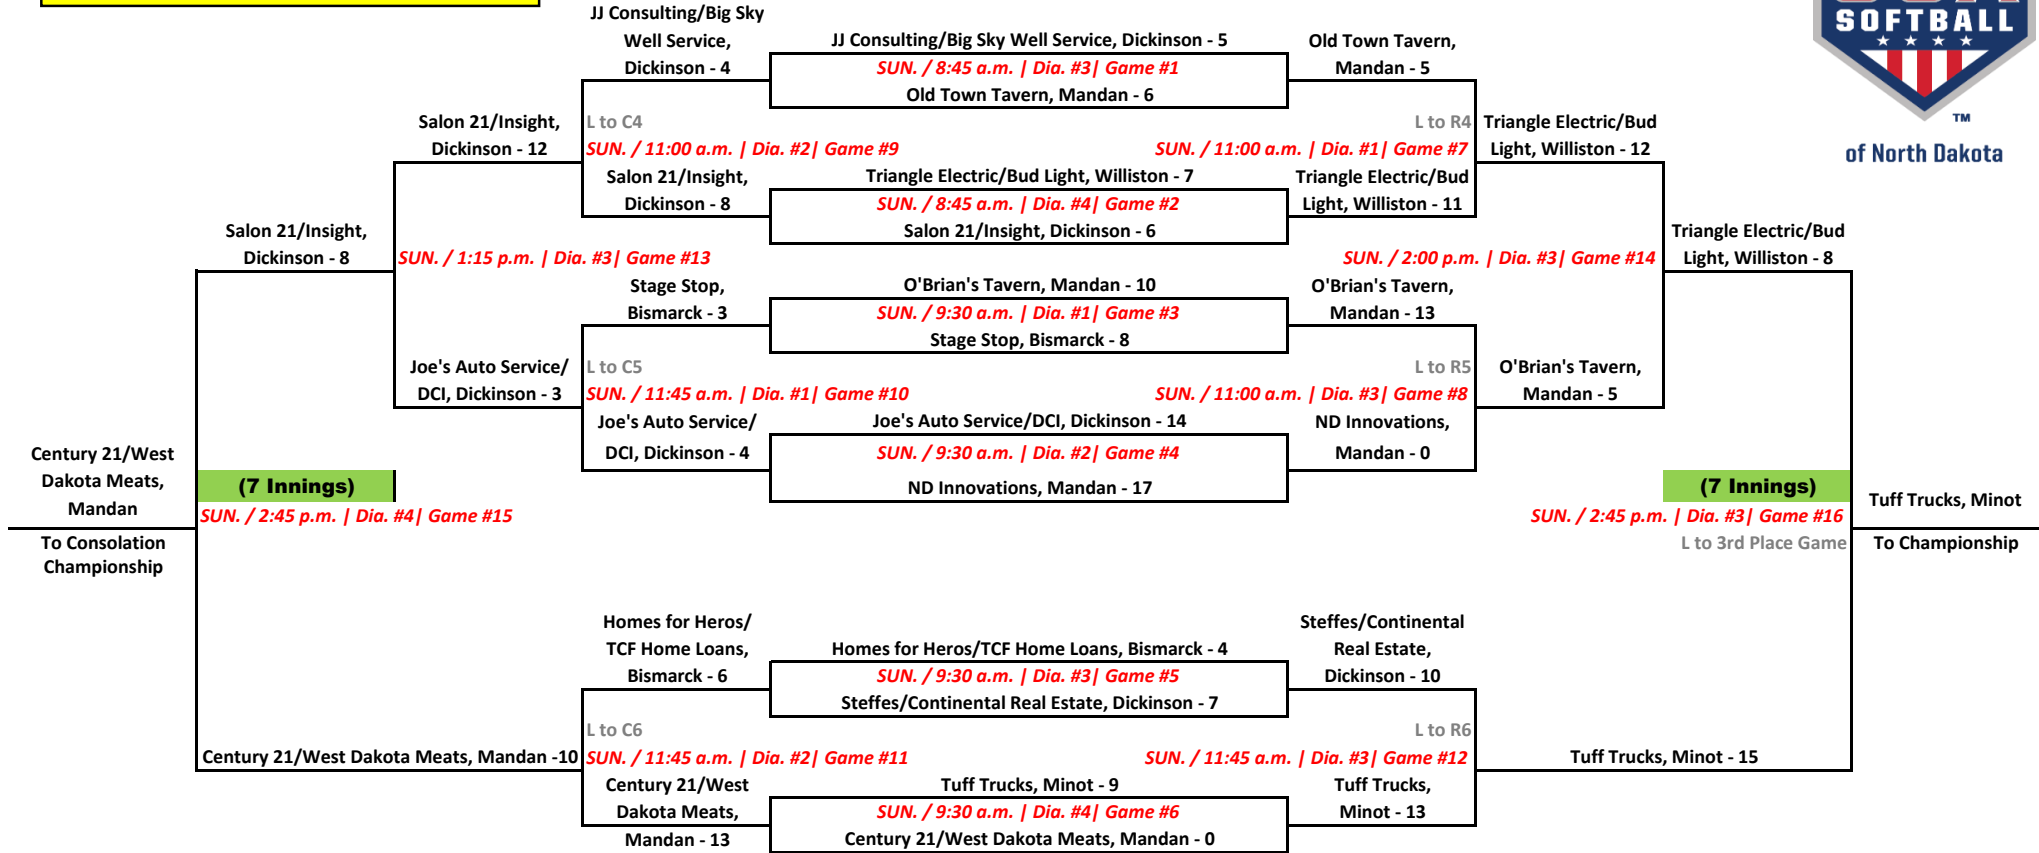 JJ Consulting/Big Sky
Well Service,
Dickinson - 4
JJ Consulting/Big Sky Well Service, Dickinson - 5
SUN. / 8:45 a.m. | Dia. #3| Game #1
Old Town Tavern, Mandan - 6
Old Town Tavern,
Mandan - 5
SOFTBALL
TM
of North Dakota
Salon 21/Insight,
Dickinson - 12
L to C4
SUN. / 11:00 a.m. | Dia. #2| Game #9
L to R4
SUN. / 11:00 a.m. | Dia. #1| Game #7
Triangle Electric/Bud
Light, Williston - 12
Salon 21/Insight,
Dickinson - 8
Triangle Electric/Bud Light, Williston - 7
SUN. / 8:45 a.m. | Dia. #4| Game #2
Salon 21/Insight, Dickinson - 6
Triangle Electric/Bud
Light, Williston - 11
Salon 21/Insight,
Dickinson - 8
SUN. / 1:15 p.m. | Dia. #3| Game #13
SUN. / 2:00 p.m. | Dia. #3| Game #14
Triangle Electric/Bud
Light, Williston - 8
Stage Stop,
Bismarck - 3
O'Brian's Tavern, Mandan - 10
SUN. / 9:30 a.m. | Dia. #1| Game #3
Stage Stop, Bismarck - 8
O'Brian's Tavern,
Mandan - 13
Joe's Auto Service/
DCI, Dickinson - 3
L to C5
SUN. / 11:45 a.m. | Dia. #1| Game #10
L to R5
SUN. / 11:00 a.m. | Dia. #3| Game #8
O'Brian's Tavern,
Mandan - 5
Joe's Auto Service/
DCI, Dickinson - 4
Joe's Auto Service/DCI, Dickinson - 14
SUN. / 9:30 a.m. | Dia. #2| Game #4
ND Innovations, Mandan - 17
ND Innovations,
Mandan - 0
Century 21/West
Dakota Meats,
Mandan
To Consolation
Championship
(7 Innings)
SUN. / 2:45 p.m. | Dia. #4| Game #15
(7 Innings)
SUN. / 2:45 p.m. | Dia. #3| Game #16
L to 3rd Place Game
Tuff Trucks, Minot
To Championship
Homes for Heros/
TCF Home Loans,
Bismarck - 6
Homes for Heros/TCF Home Loans, Bismarck - 4
SUN. / 9:30 a.m. | Dia. #3| Game #5
Steffes/Continental Real Estate, Dickinson - 7
Steffes/Continental
Real Estate,
Dickinson - 10
Century 21/West Dakota Meats, Mandan -10
L to C6
SUN. / 11:45 a.m. | Dia. #2| Game #11
L to R6
SUN. / 11:45 a.m. | Dia. #3| Game #12
Tuff Trucks, Minot - 15
Century 21/West
Dakota Meats,
Mandan - 13
Tuff Trucks, Minot - 9
SUN. / 9:30 a.m. | Dia. #4| Game #6
Century 21/West Dakota Meats, Mandan - 0
Tuff Trucks,
Minot - 13